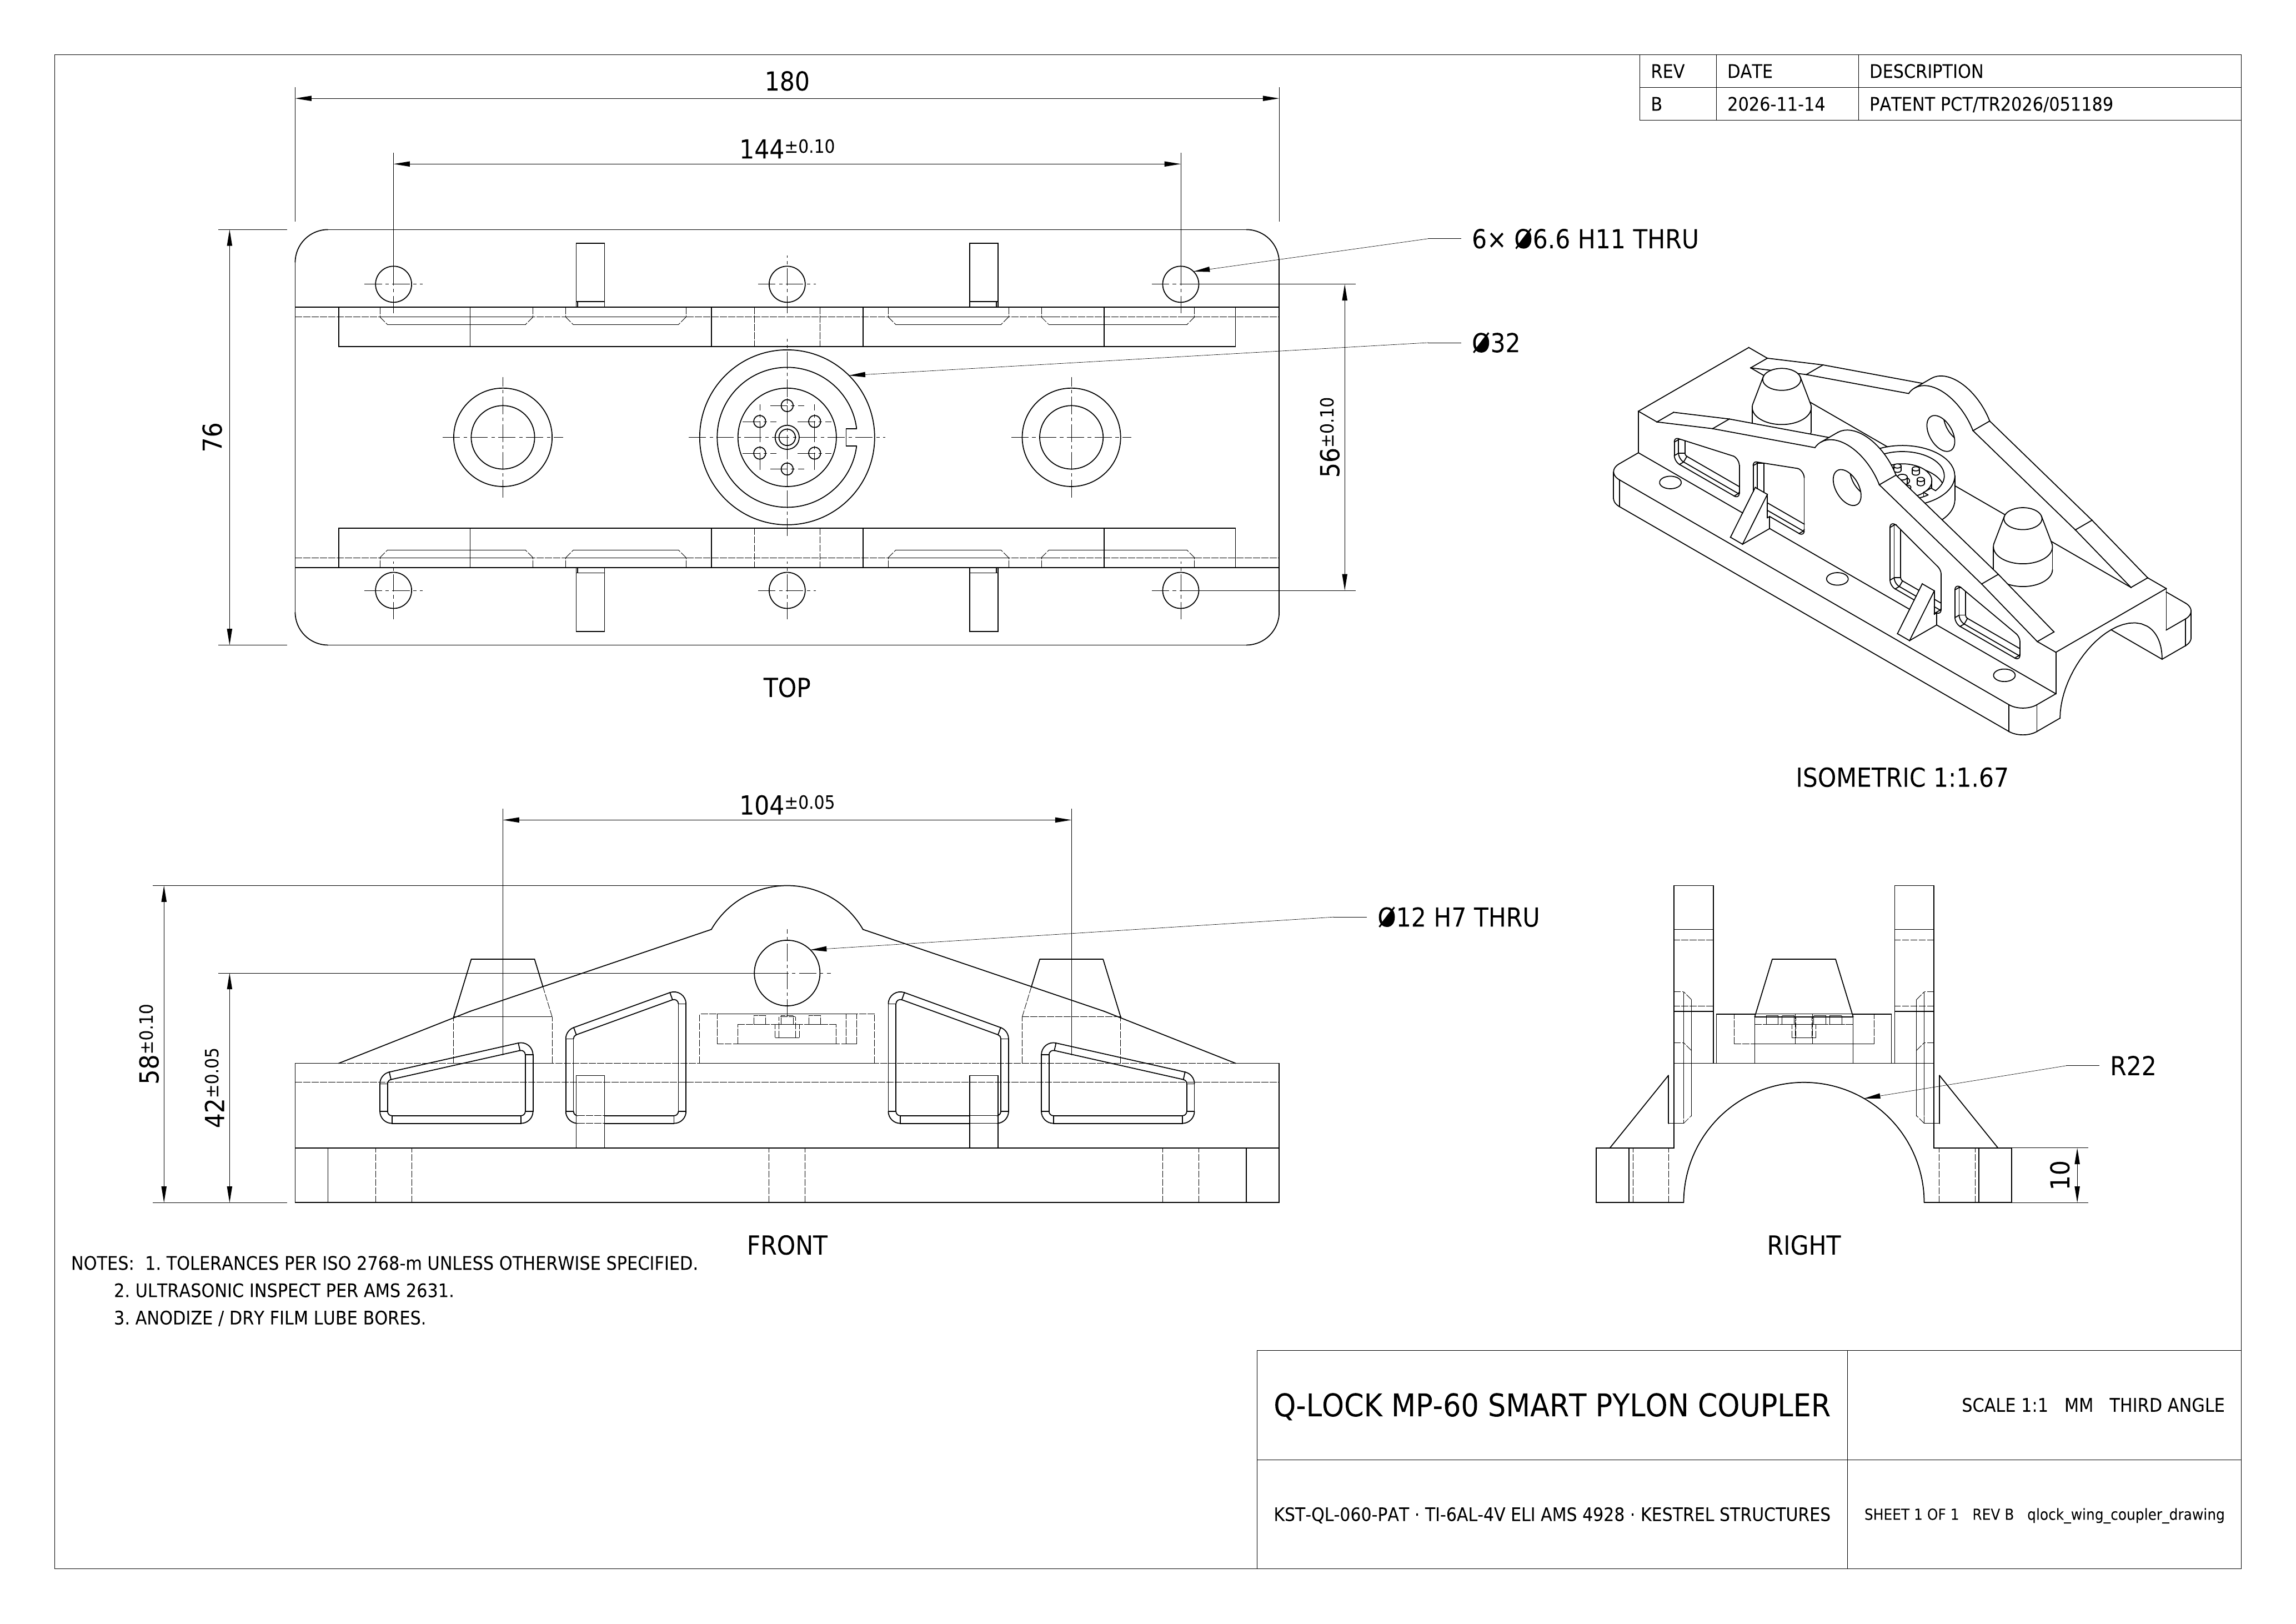 REV DATE DESCRIPTION
B 2026-11-14 PATENT PCT/TR2026/051189
180
144±0.10
6× Ø6.6 H11 THRU
Ø32
76
56±0.10
TOP
ISOMETRIC 1:1.67
104±0.05
Ø12 H7 THRU
58±0.10
42±0.05
R22
10
FRONT
RIGHT
NOTES: 1. TOLERANCES PER ISO 2768-m UNLESS OTHERWISE SPECIFIED.
2. ULTRASONIC INSPECT PER AMS 2631.
3. ANODIZE / DRY FILM LUBE BORES.
Q-LOCK MP-60 SMART PYLON COUPLER
SCALE 1:1 MM THIRD ANGLE
KST-QL-060-PAT · TI-6AL-4V ELI AMS 4928 · KESTREL STRUCTURES
SHEET 1 OF 1 REV B qlock_wing_coupler_drawing